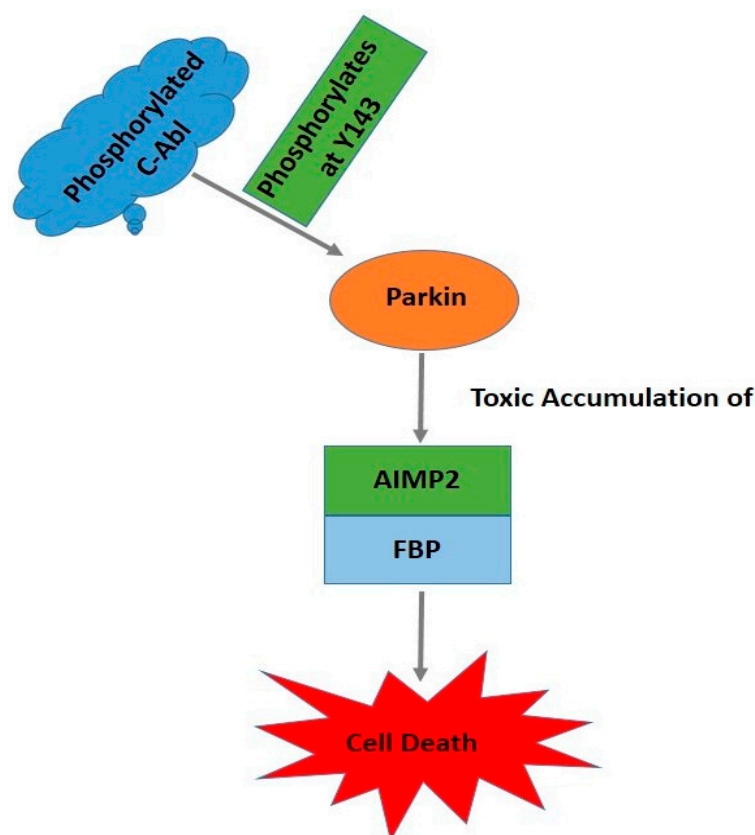 Phosphorylated
C-Abl
Phosphorylates
at Y143
Parkin
Toxic Accumulation of
AIMP2
FBP
Cell Death